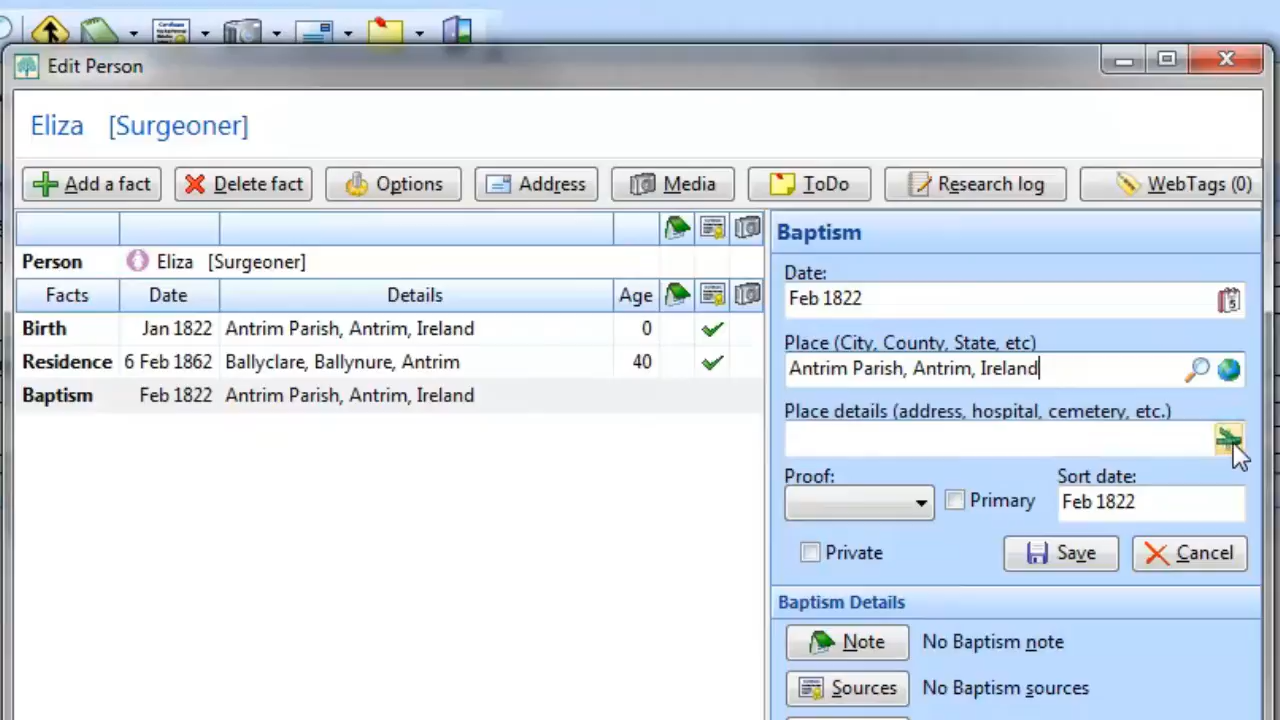 Edit Person
Eliza [Surgeoner]
Add a fact Delete fact Options Address Media ToDo Research log WebTags (0)
Person Eliza [Surgeoner]
Facts Date Details Age
Birth Jan 1822 Antrim Parish, Antrim, Ireland 0
Residence 6 Feb 1862 Ballyclare, Ballynure, Antrim 40
Baptism Feb 1822 Antrim Parish, Antrim, Ireland
Baptism
Date:
Feb 1822
Place (City, County, State, etc)
Antrim Parish, Antrim, Ireland
Place details (address, hospital, cemetery, etc.)
Proof: Sort date:
Primary Feb 1822
Private Save Cancel
Baptism Details
Note No Baptism note
Sources No Baptism sources